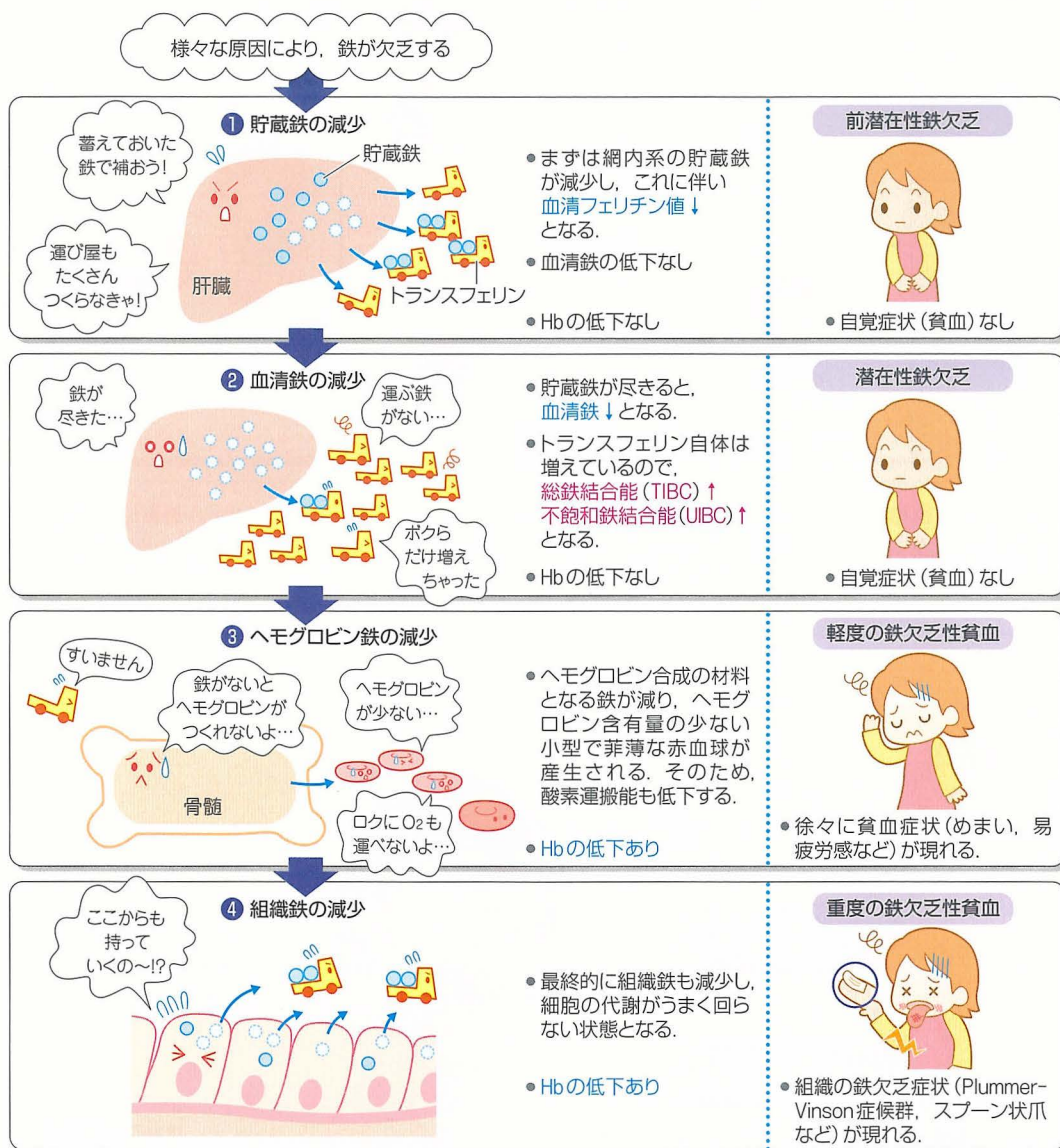 様々な原因により，鉄が欠乏する
❶ 貯蔵鉄の減少
蓄えておいた
鉄で補おう！
運び屋も
たくさん
つくらなきゃ！
貯蔵鉄
肝臓
トランスフェリン
● まずは網内系の貯蔵鉄
が減少し，これに伴い
血清フェリチン値↓
となる．
● 血清鉄の低下なし
● Hbの低下なし
前潜在性鉄欠乏
● 自覚症状（貧血）なし
❷ 血清鉄の減少
鉄が
尽きた…
運ぶ鉄
がない…
ボクら
だけ増え
ちゃった
● 貯蔵鉄が尽きると，
血清鉄↓となる．
● トランスフェリン自体は
増えているので，
総鉄結合能（TIBC）↑
不飽和鉄結合能（UIBC）↑
となる．
● Hbの低下なし
潜在性鉄欠乏
● 自覚症状（貧血）なし
❸ ヘモグロビン鉄の減少
すいません
鉄がないと
ヘモグロビンが
つくれないよ…
骨髄
ヘモグロビン
が少ない…
ロクにO₂も
運べないよ…
● ヘモグロビン合成の材料
となる鉄が減り，ヘモグ
ロビン含有量の少ない
小型で菲薄な赤血球が
産生される．そのため，
酸素運搬能も低下する．
● Hbの低下あり
軽度の鉄欠乏性貧血
● 徐々に貧血症状（めまい，易
疲労感など）が現れる．
❹ 組織鉄の減少
ここからも
持って
いくの〜!?
● 最終的に組織鉄も減少し，
細胞の代謝がうまく回ら
ない状態となる．
● Hbの低下あり
重度の鉄欠乏性貧血
● 組織の鉄欠乏症状（Plummer-
Vinson症候群，スプーン状爪
など）が現れる．